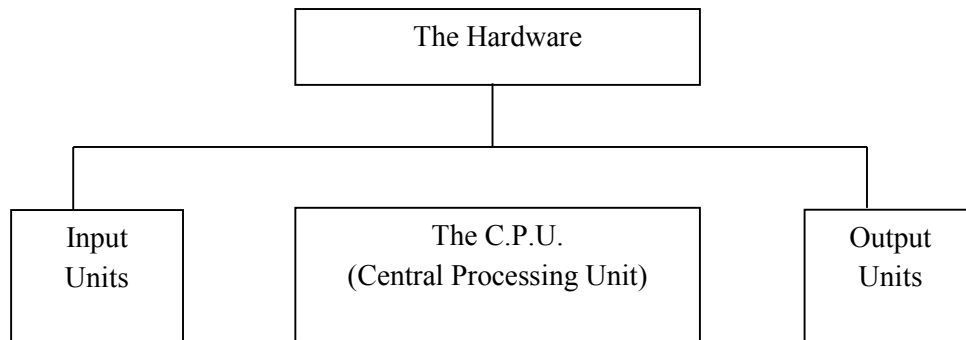 The Hardware
Input
Units
The C.P.U.
(Central Processing Unit)
Output
Units